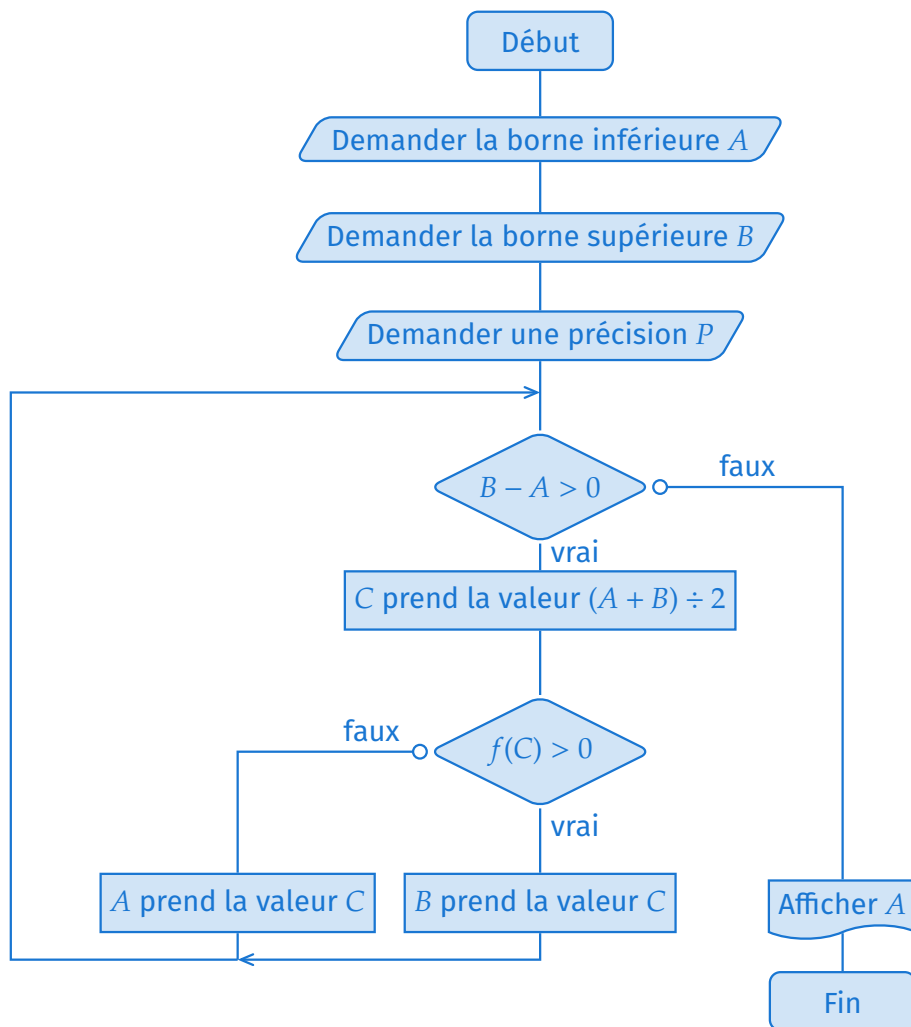 Début
Demander la borne inférieure A
Demander la borne supérieure B
Demander une précision P
B − A > 0
faux
vrai
C prend la valeur (A + B) ÷ 2
faux
f(C) > 0
vrai
A prend la valeur C
B prend la valeur C
Afficher A
Fin